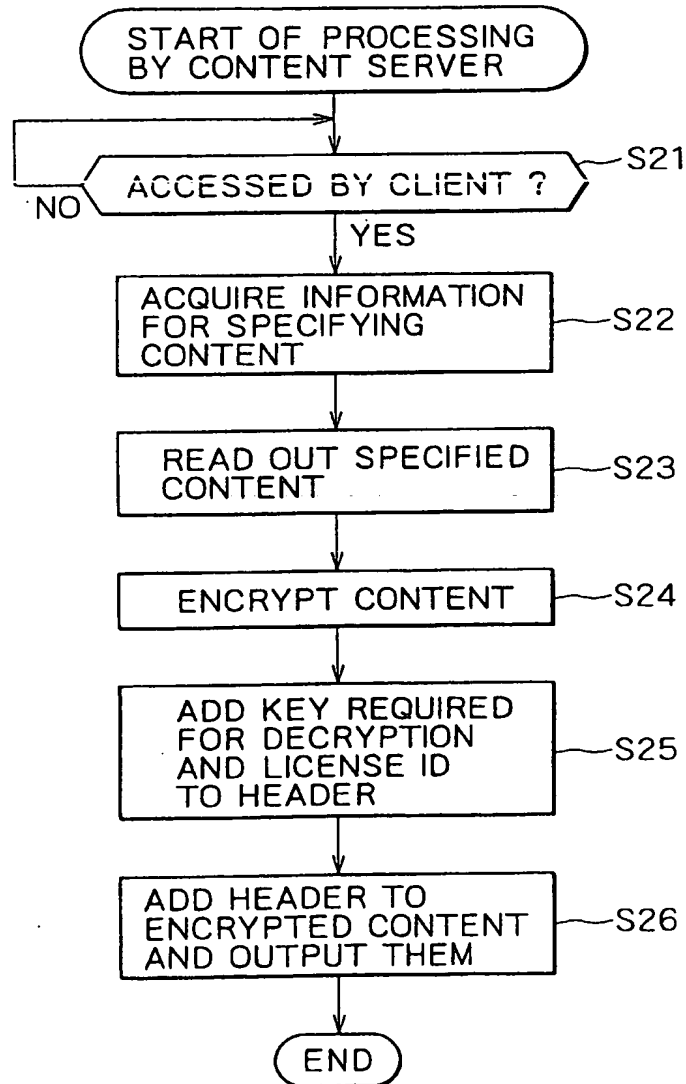 START OF PROCESSING
BY CONTENT SERVER
S21
ACCESSED BY CLIENT ?
NO
YES
ACQUIRE INFORMATION
FOR SPECIFYING
CONTENT
S22
READ OUT SPECIFIED
CONTENT
S23
ENCRYPT CONTENT
S24
ADD KEY REQUIRED
FOR DECRYPTION
AND LICENSE ID
TO HEADER
S25
ADD HEADER TO
ENCRYPTED CONTENT
AND OUTPUT THEM
S26
END